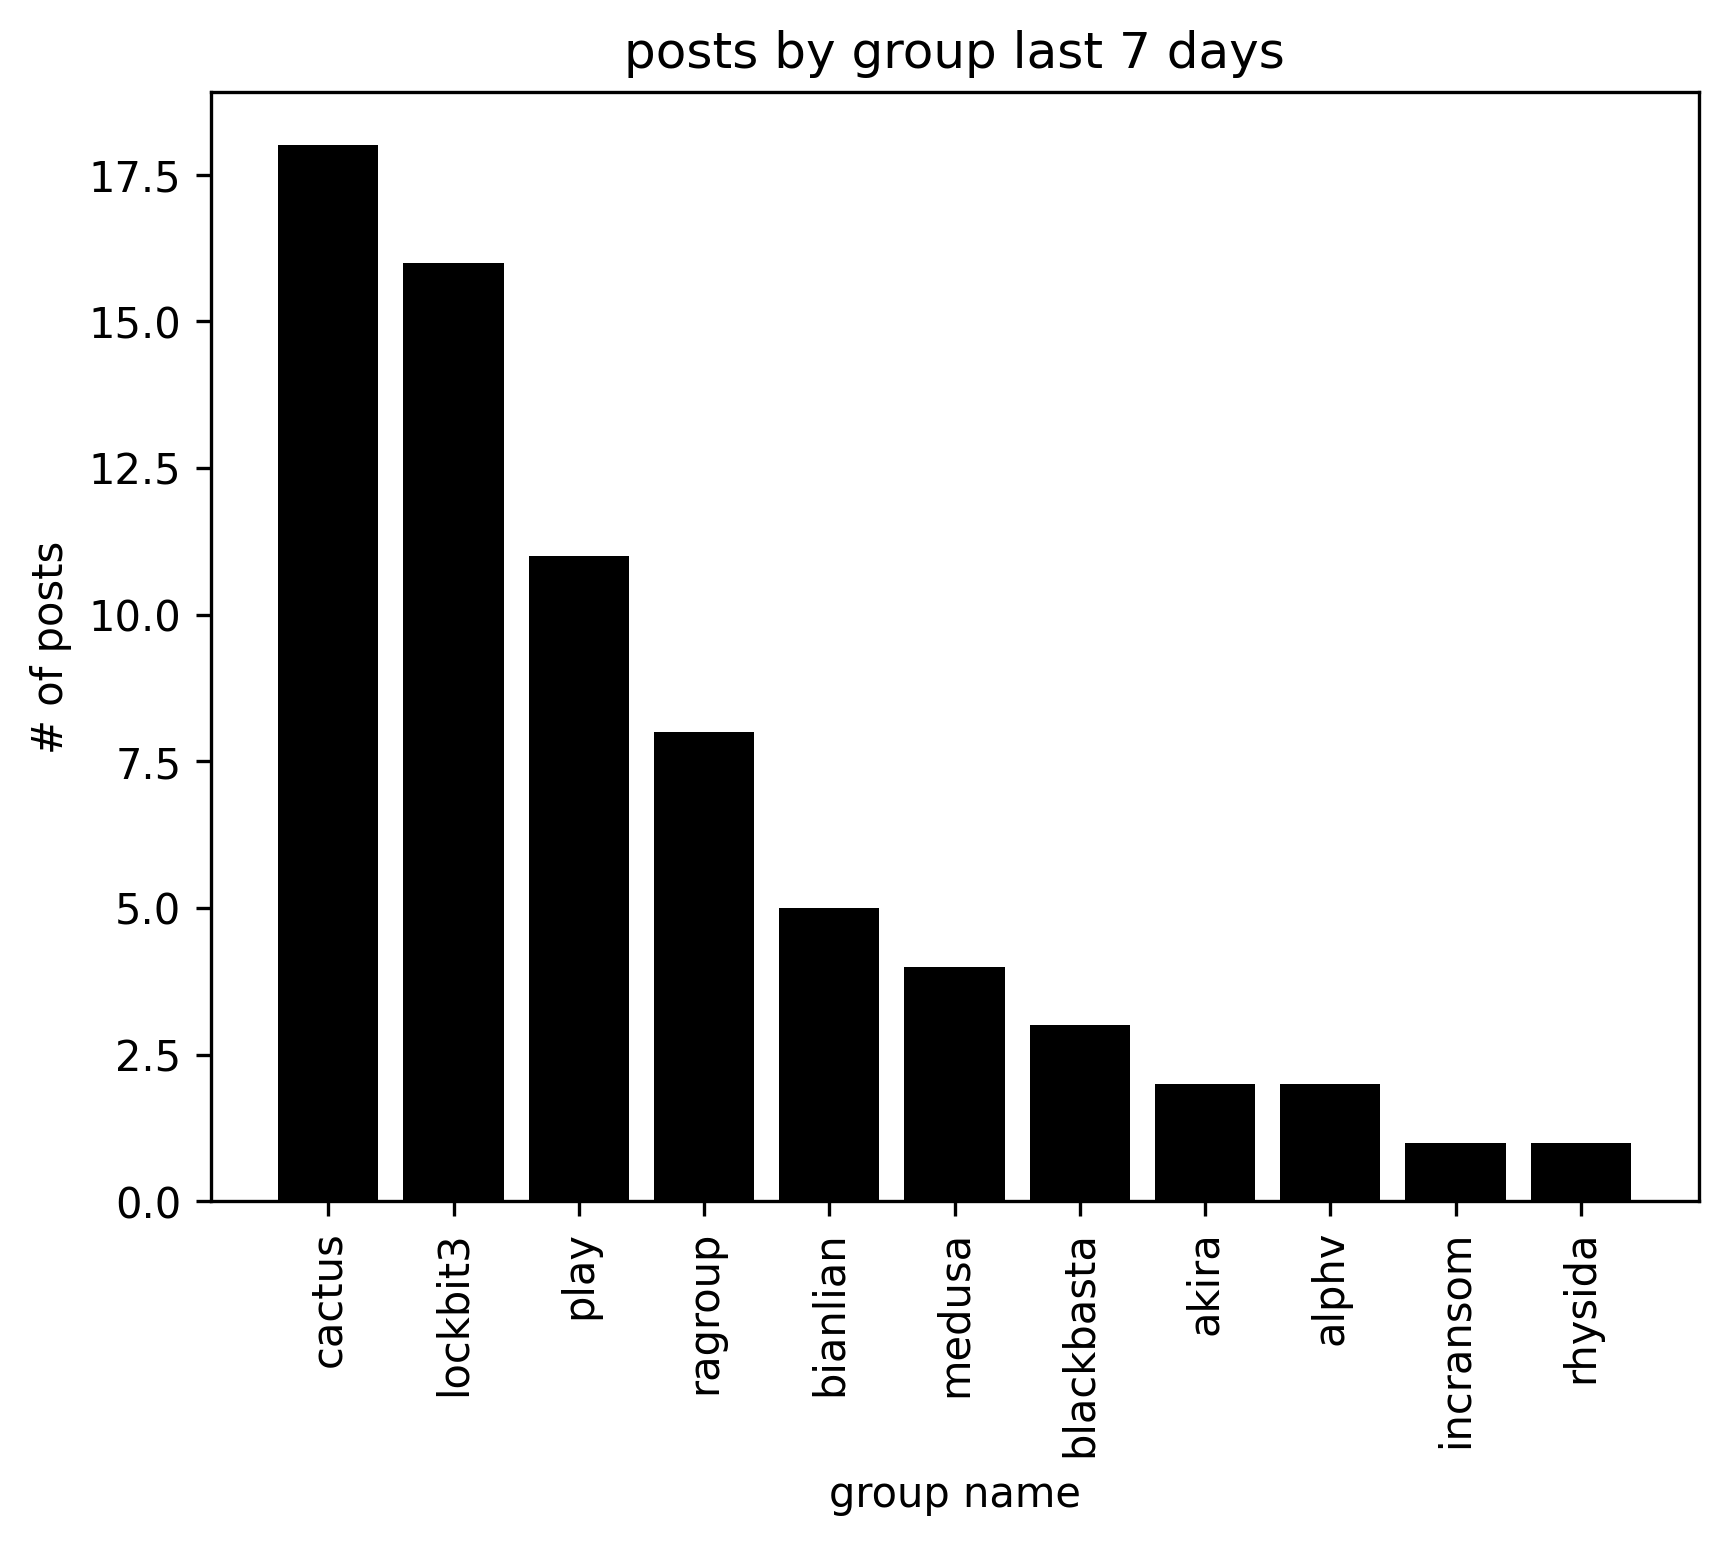 posts by group last 7 days
17.5
15.0
12.5
10.0
7.5
5.0
2.5
0.0
# of posts
cactus
lockbit3
play
ragroup
bianlian
medusa
blackbasta
akira
alphv
incransom
rhysida
group name